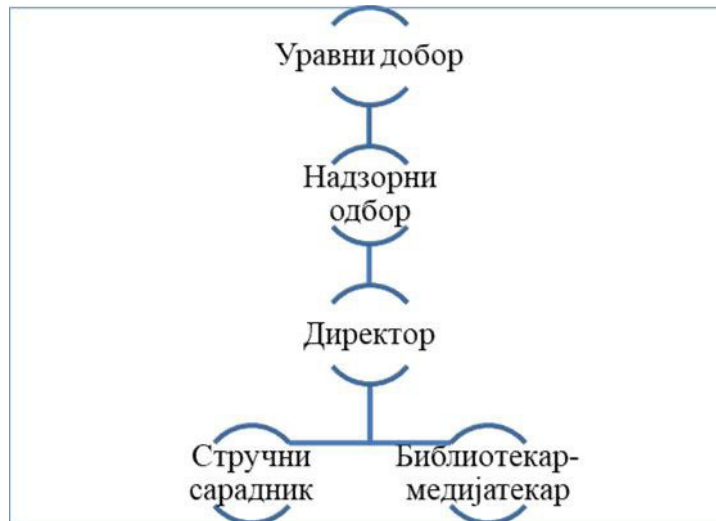 Уравни добор
Надзорни
одбор
Директор
Стручни
сарадник
Библиотекар-
медијатекар